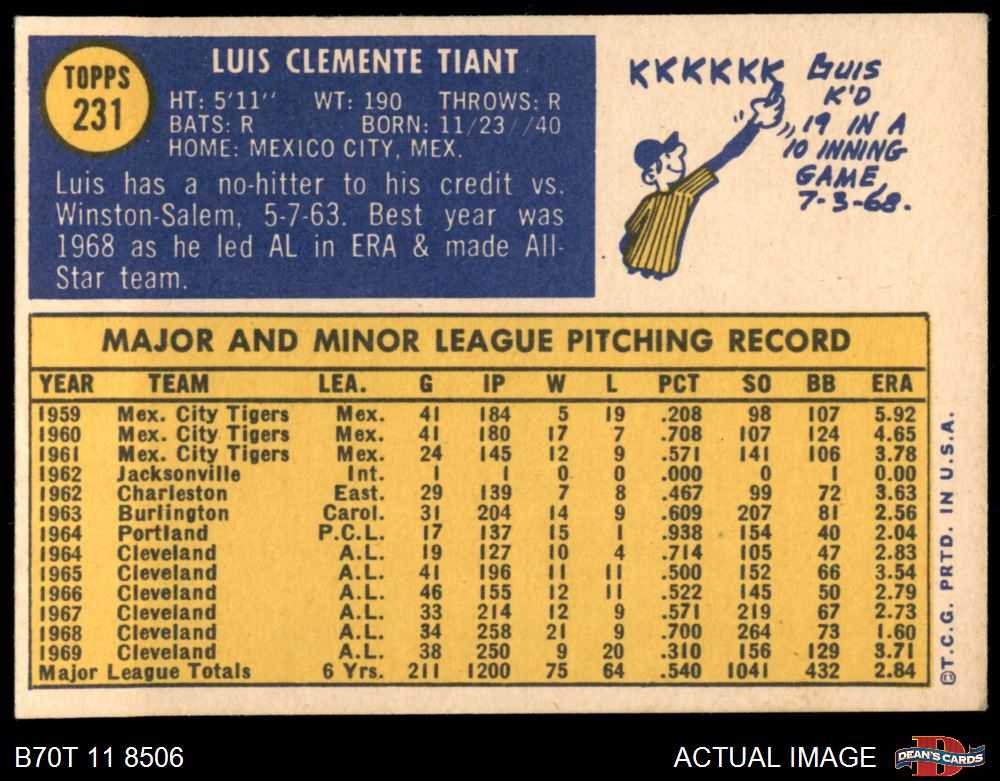 TOPPS
231
LUIS CLEMENTE TIANT
HT: 5'11" WT: 190 THROWS: R
BATS: R BORN: 11/23//40
HOME: MEXICO CITY, MEX.
Luis has a no-hitter to his credit vs.
Winston-Salem, 5-7-63. Best year was
1968 as he led AL in ERA & made All-
Star team.
KKKKKK
LUIS
K'D
19 IN A
10 INNING
GAME,
7-3-68.
MAJOR AND MINOR LEAGUE PITCHING RECORD
YEAR TEAM LEA. G IP W L PCT SO BB ERA
1959 Mex. City Tigers Mex. 41 184 5 19 .208 98 107 5.92
1960 Mex. City Tigers Mex. 41 180 17 7 .708 107 124 4.65
1961 Mex. City Tigers Mex. 24 145 12 9 .571 141 106 3.78
1962 Jacksonville Int. 1 1 0 0 .000 0 1 0.00
1962 Charleston East. 29 139 7 8 .467 99 72 3.63
1963 Burlington Carol. 31 204 14 9 .609 207 81 2.56
1964 Portland P.C.L. 17 137 15 1 .938 154 40 2.04
1964 Cleveland A.L. 19 127 10 4 .714 105 47 2.83
1965 Cleveland A.L. 41 196 11 11 .500 152 66 3.54
1966 Cleveland A.L. 46 155 12 11 .522 145 50 2.79
1967 Cleveland A.L. 33 214 12 9 .571 219 67 2.73
1968 Cleveland A.L. 34 258 21 9 .700 264 73 1.60
1969 Cleveland A.L. 38 250 9 20 .310 156 129 3.71
Major League Totals 6 Yrs. 211 1200 75 64 .540 1041 432 2.84
©T.C.G. PRTD. IN U.S.A.
B70T 11 8506
ACTUAL IMAGE
D
DEAN'S CARDS